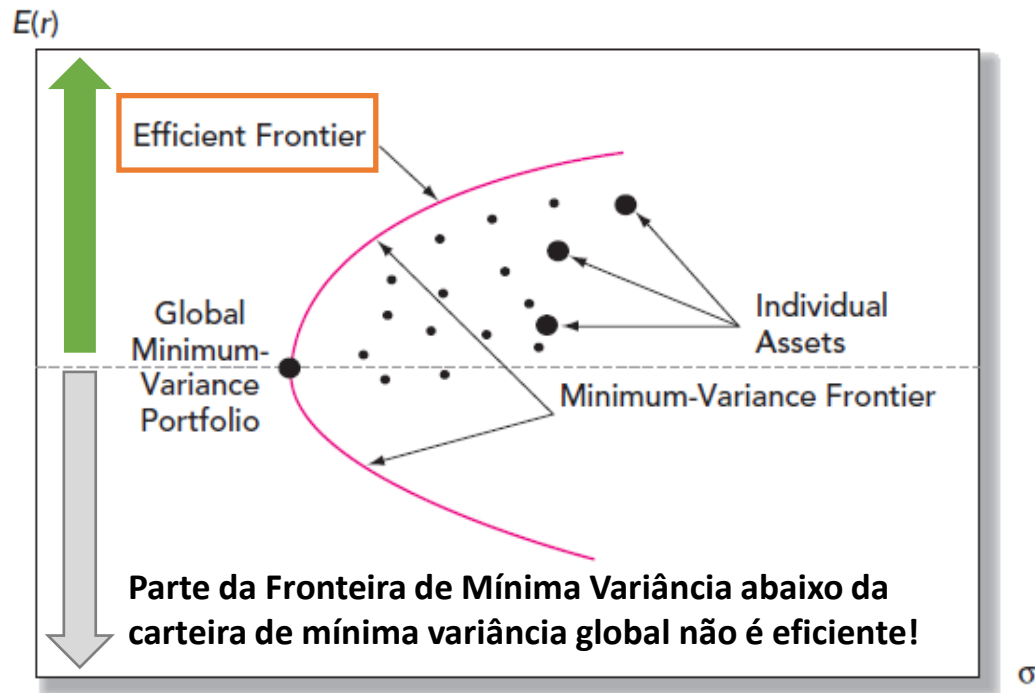 E(r)
Efficient Frontier
Global
Minimum-
Variance
Portfolio
Individual
Assets
Minimum-Variance Frontier
Parte da Fronteira de Mínima Variância abaixo da
carteira de mínima variância global não é eficiente!
σ